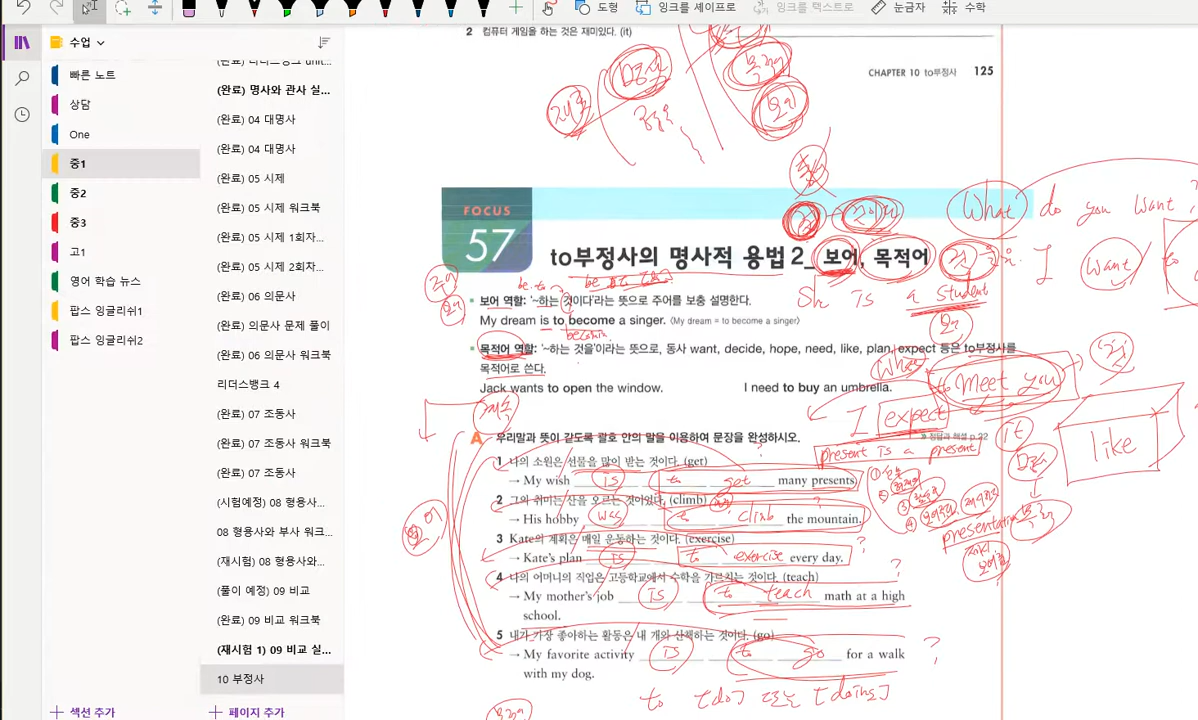 도형
잉크를 셰이프로
잉크를 텍스트로
눈금자
수학
수업
빠른 노트
상담
One
중1
중2
중3
고1
영어 학습 노트
팝스 잉글리쉬1
팝스 잉글리쉬2
섹션 추가
(완료) 명사와 관사 실...
(완료) 04 대명사
(완료) 04 대명사
(완료) 05 시제
(완료) 05 시제 워크북
(완료) 05 시제 1회차...
(완료) 05 시제 2회차...
(완료) 06 의문사
(완료) 의문사 문제 풀이
(완료) 06 의문사 워크북
리더스뱅크 4
(완료) 07 조동사
(완료) 07 조동사 워크북
(완료) 07 조동사
(시험예정) 08 형용사...
08 형용사와 부사 워크...
(재시험) 08 형용사와...
(풀이 예정) 09 비교
(완료) 09 비교 워크북
(재시험 1) 09 비교 실...
10 부정사
페이지 추가
2 컴퓨터 게임을 하는 것은 재미있다. (it)
CHAPTER 10 to부정사 125
명사
목적어
보어
What do you want?
FOCUS
57
to부정사의 명사적 용법 2_ 보어, 목적어
것을
I want to
She is a student
보어
주어
보어
보어 역할: '~하는 것이다'라는 뜻으로 주어를 보충 설명한다.
My dream is to become a singer. (My dream = to become a singer)
목적어 역할: '~하는 것을'이라는 뜻으로, 동사 want, decide, hope, need, like, plan, expect 등은 to부정사를
목적어로 쓴다.
Jack wants to open the window. I need to buy an umbrella.
What
to meet you
I expect
it
like
present is a present
A 우리말과 뜻이 같도록 괄호 안의 말을 이용하여 문장을 완성하시오.
정답과 해설 p.22
1 나의 소원은 선물을 많이 받는 것이다. (get)
→ My wish is to get many presents.
2 그의 취미는 산을 오르는 것이었다. (climb)
→ His hobby was to climb the mountain.
3 Kate의 계획은 매일 운동하는 것이다. (exercise)
→ Kate's plan is to exercise every day.
4 나의 어머니의 직업은 고등학교에서 수학을 가르치는 것이다. (teach)
→ My mother's job is to teach math at a high
school.
5 내가 가장 좋아하는 활동은 내 개와 산책하는 것이다. (go)
→ My favorite activity is to go for a walk
with my dog.
presentation
to [do] 또는 [doing]